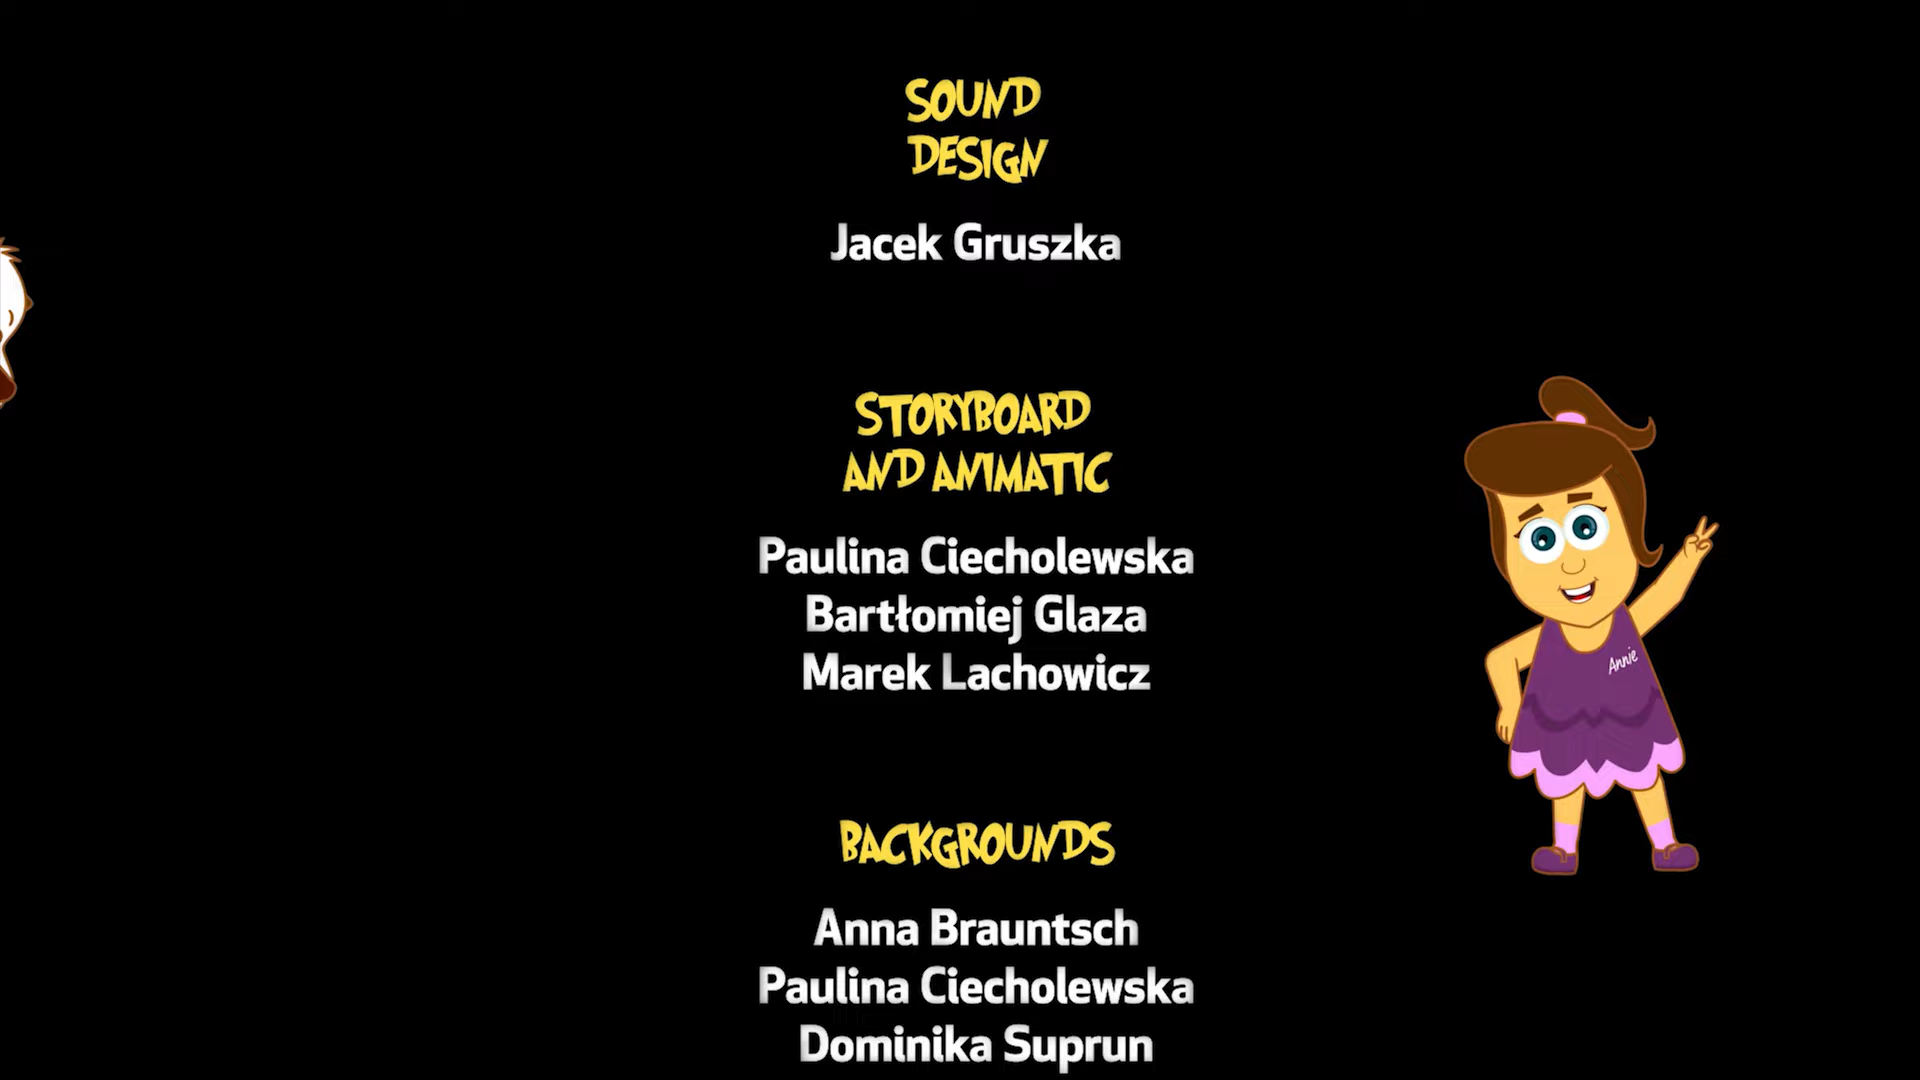 SOUND
DESIGN
Jacek Gruszka
STORYBOARD
AND ANIMATIC
Paulina Ciecholewska
Bartłomiej Glaza
Marek Lachowicz
Annie
BACKGROUNDS
Anna Brauntsch
Paulina Ciecholewska
Dominika Suprun